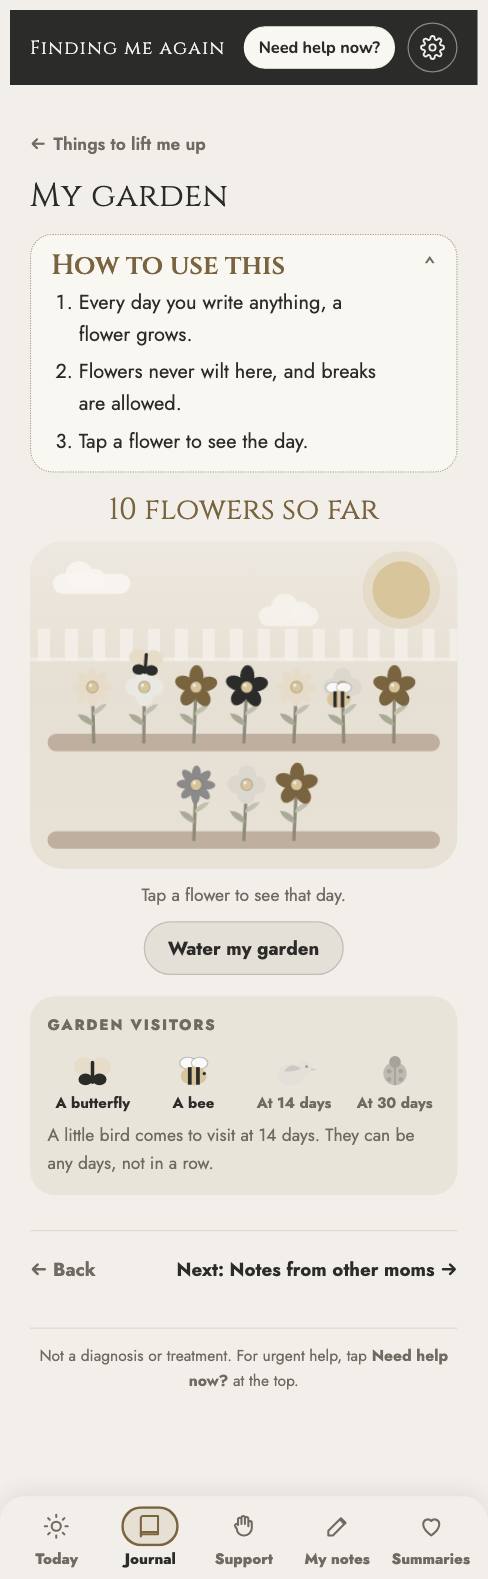 Finding me again
Need help now?
← Things to lift me up
My garden
How to use this
1. Every day you write anything, a
flower grows.
2. Flowers never wilt here, and breaks
are allowed.
3. Tap a flower to see the day.
10 flowers so far
Tap a flower to see that day.
Water my garden
GARDEN VISITORS
A butterfly
A bee
At 14 days
At 30 days
A little bird comes to visit at 14 days. They can be
any days, not in a row.
← Back
Next: Notes from other moms →
Not a diagnosis or treatment. For urgent help, tap Need help
now? at the top.
Today
Journal
Support
My notes
Summaries